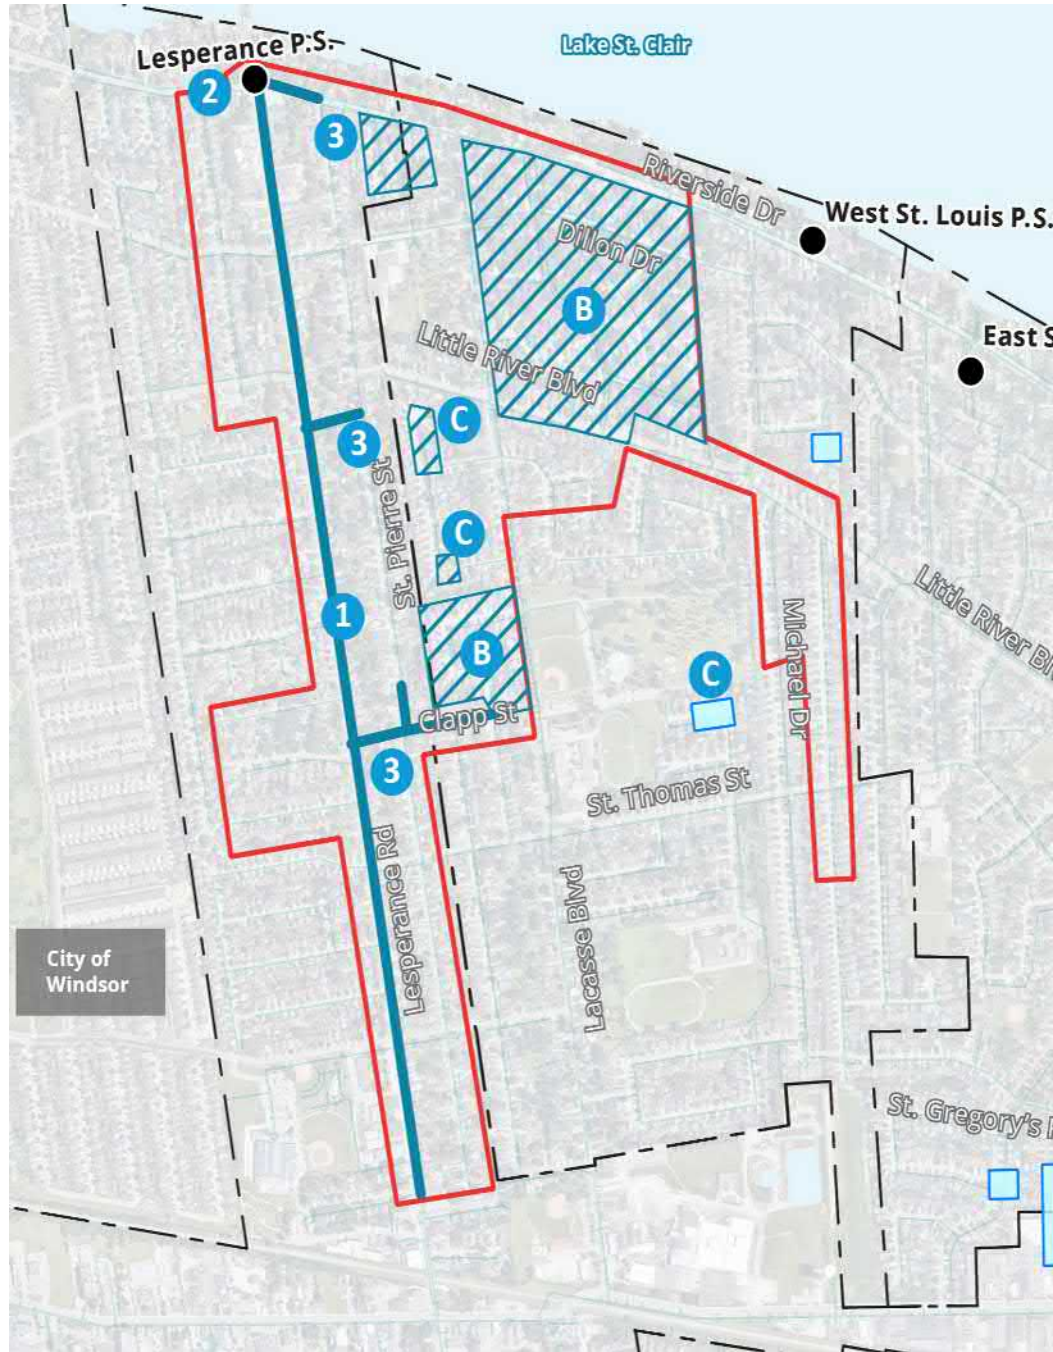 Lake St. Clair
Lesperance P.S.
2
3
Riverside Dr
West St. Louis P.S.
Dillon Dr
B
East S
Little River Blvd
C
3
St. Pierre St
C
Little River Bl
1
Michael Dr
B
C
Clapp St
3
St. Thomas St
Lesperance Rd
Lacasse Blvd
City of
Windsor
St. Gregory's